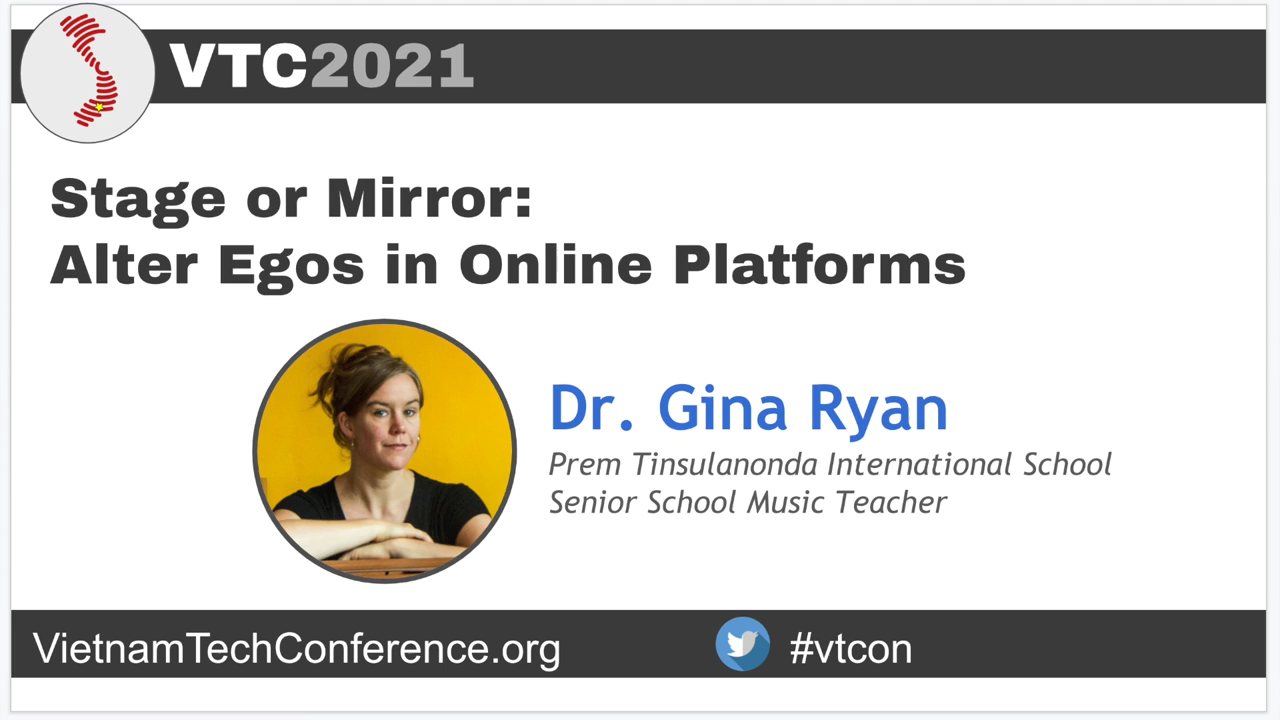 VTC2021
Stage or Mirror:
Alter Egos in Online Platforms
Dr. Gina Ryan
Prem Tinsulanonda International School
Senior School Music Teacher
VietnamTechConference.org
#vtcon